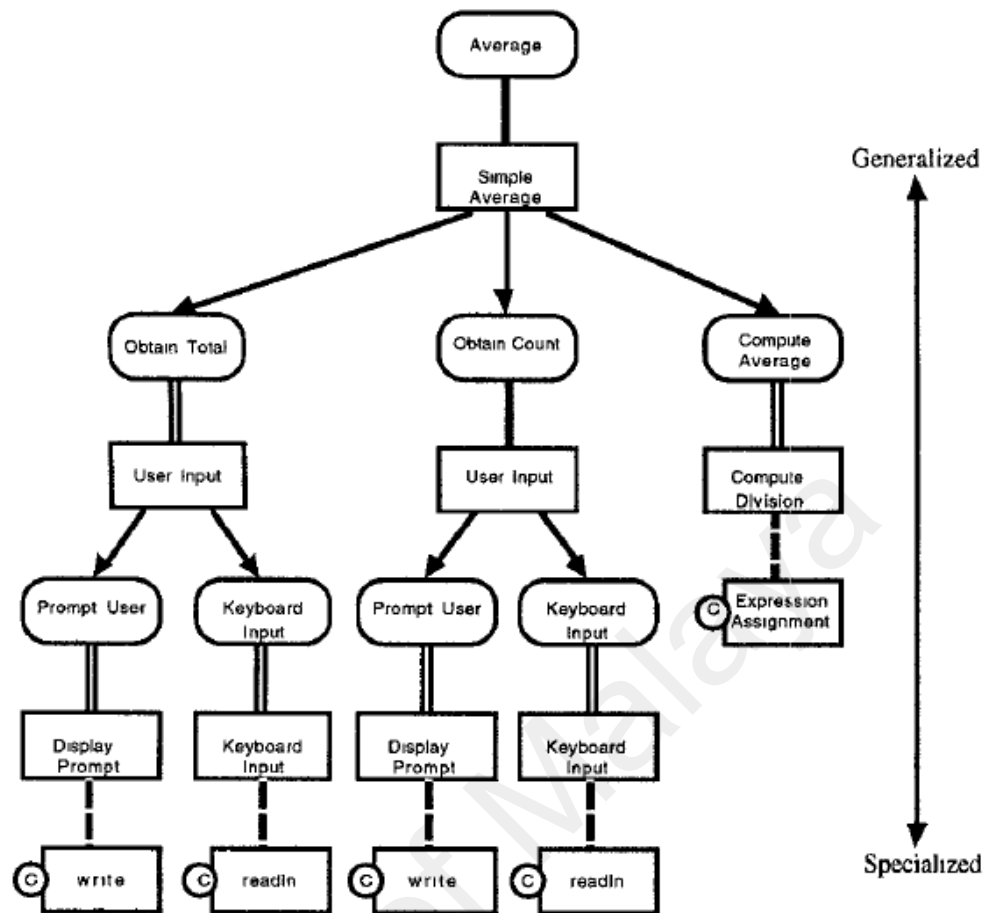 Average
Simple
Average
Generalized
Obtain Total
Obtain Count
Compute
Average
User Input
User Input
Compute
Division
Prompt User
Keyboard
Input
Prompt User
Keyboard
Input
C
Expression
Assignment
Display
Prompt
Keyboard
Input
Display
Prompt
Keyboard
Input
C
write
C
readln
C
write
C
readln
Specialized
of Malaya